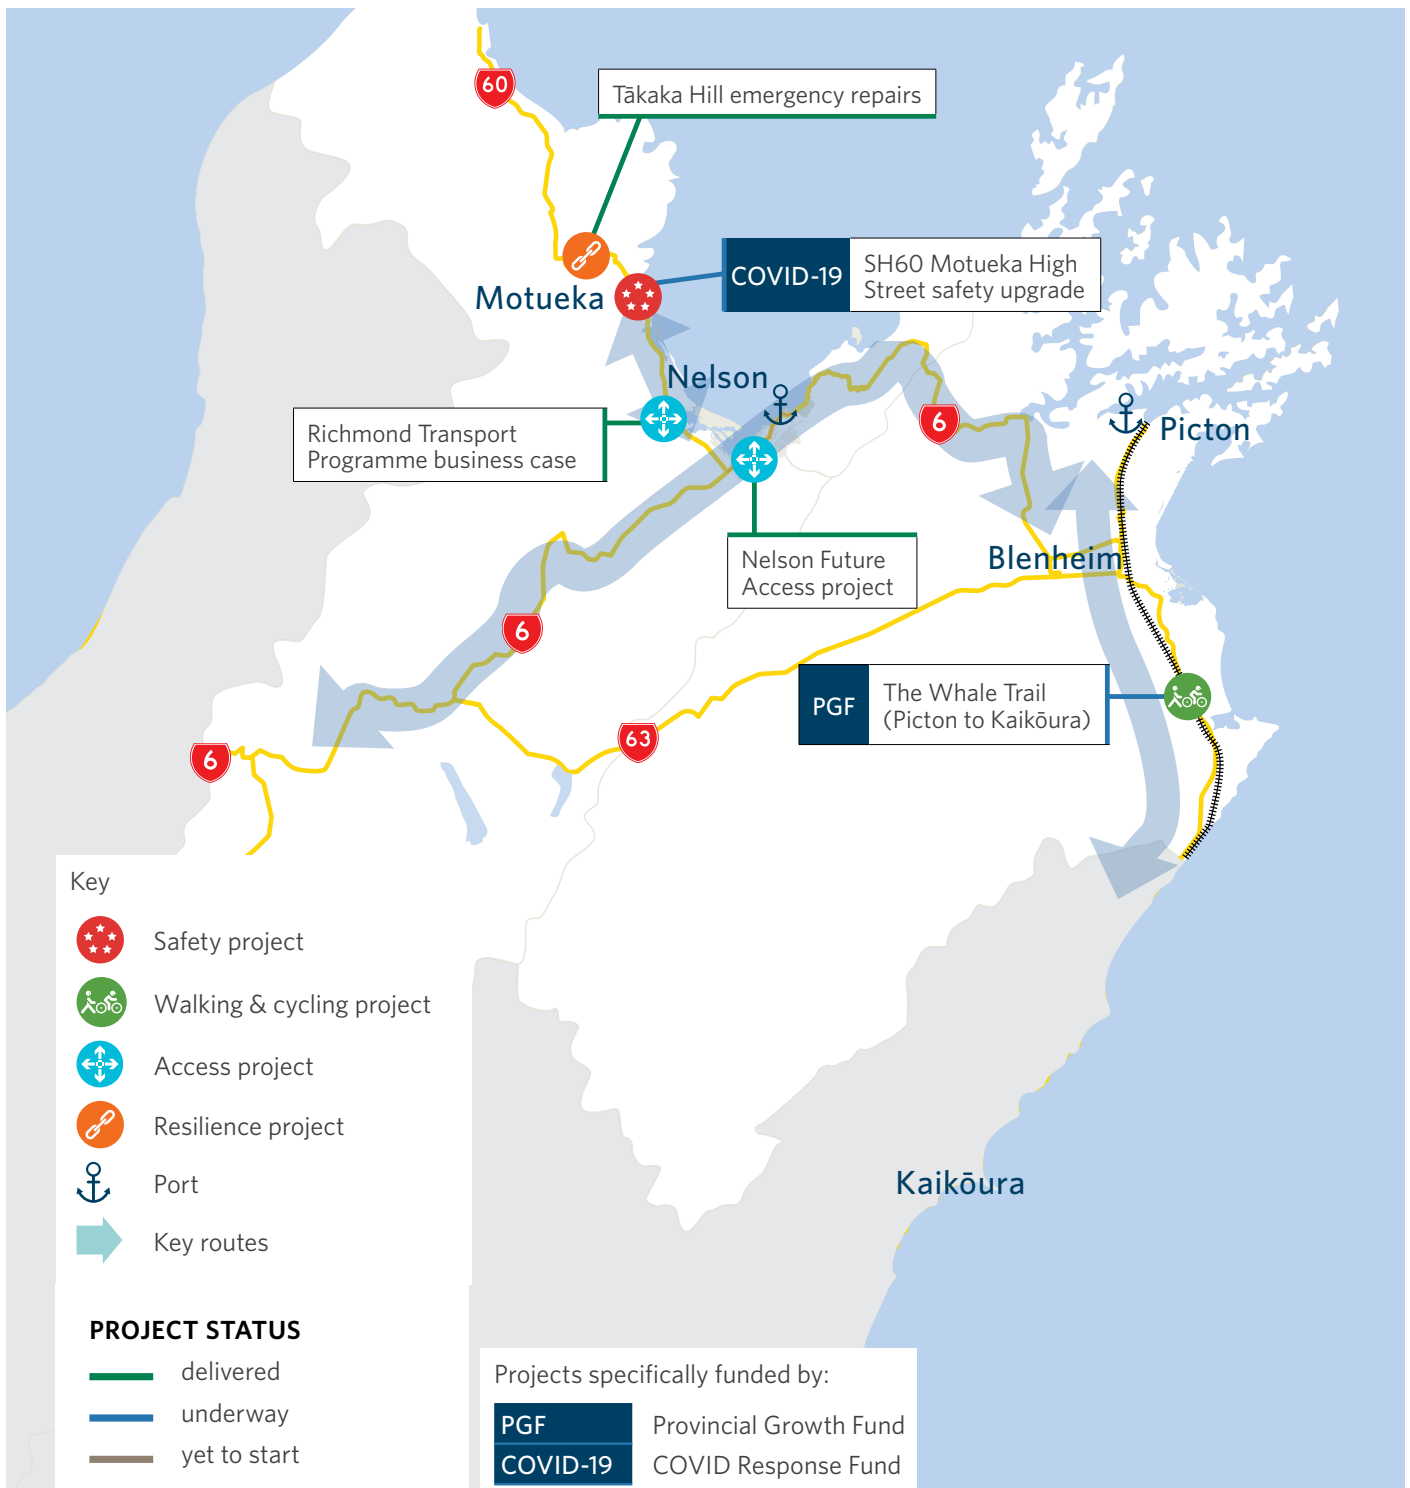 60
Tākaka Hill emergency repairs
COVID-19
SH60 Motueka High
Street safety upgrade
Motueka
Nelson
6
Picton
Richmond Transport
Programme business case
Nelson Future
Access project
Blenheim
6
PGF
The Whale Trail
(Picton to Kaikōura)
63
6
Key
Safety project
Walking & cycling project
Access project
Resilience project
Port
Key routes
Kaikōura
PROJECT STATUS
delivered
underway
yet to start
Projects specifically funded by:
PGF Provincial Growth Fund
COVID-19 COVID Response Fund